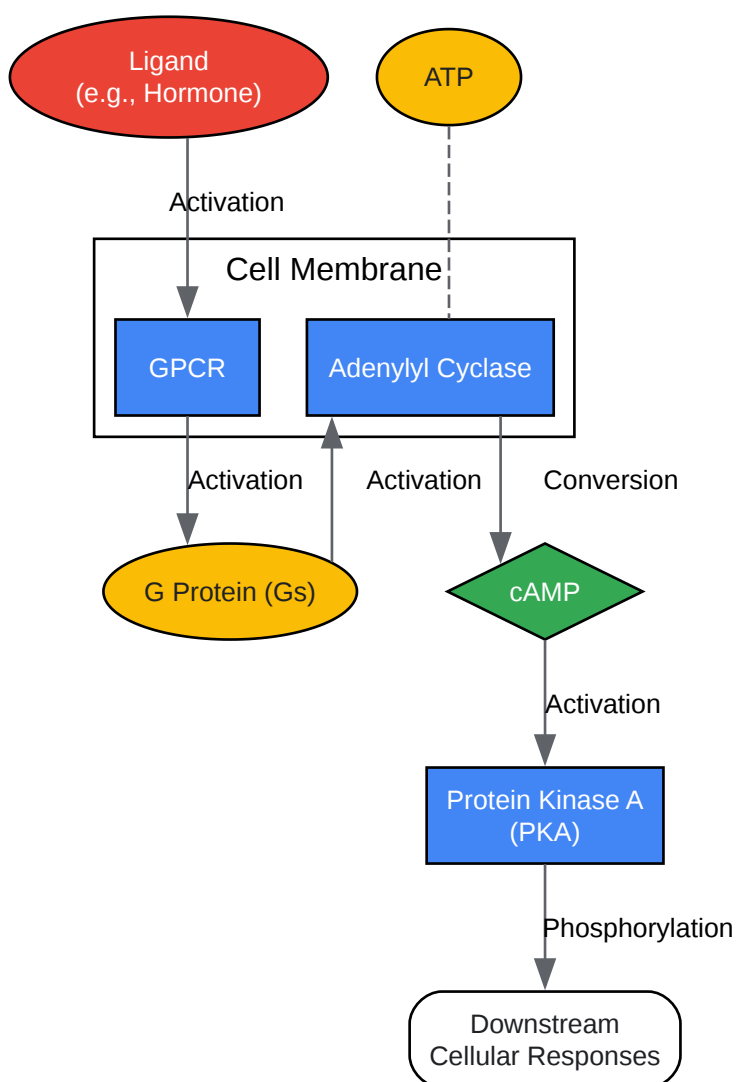 Ligand
(e.g., Hormone)
ATP
Activation
Cell Membrane
GPCR
Adenylyl Cyclase
Activation
Activation
Conversion
G Protein (Gs)
cAMP
Activation
Protein Kinase A
(PKA)
Phosphorylation
Downstream
Cellular Responses